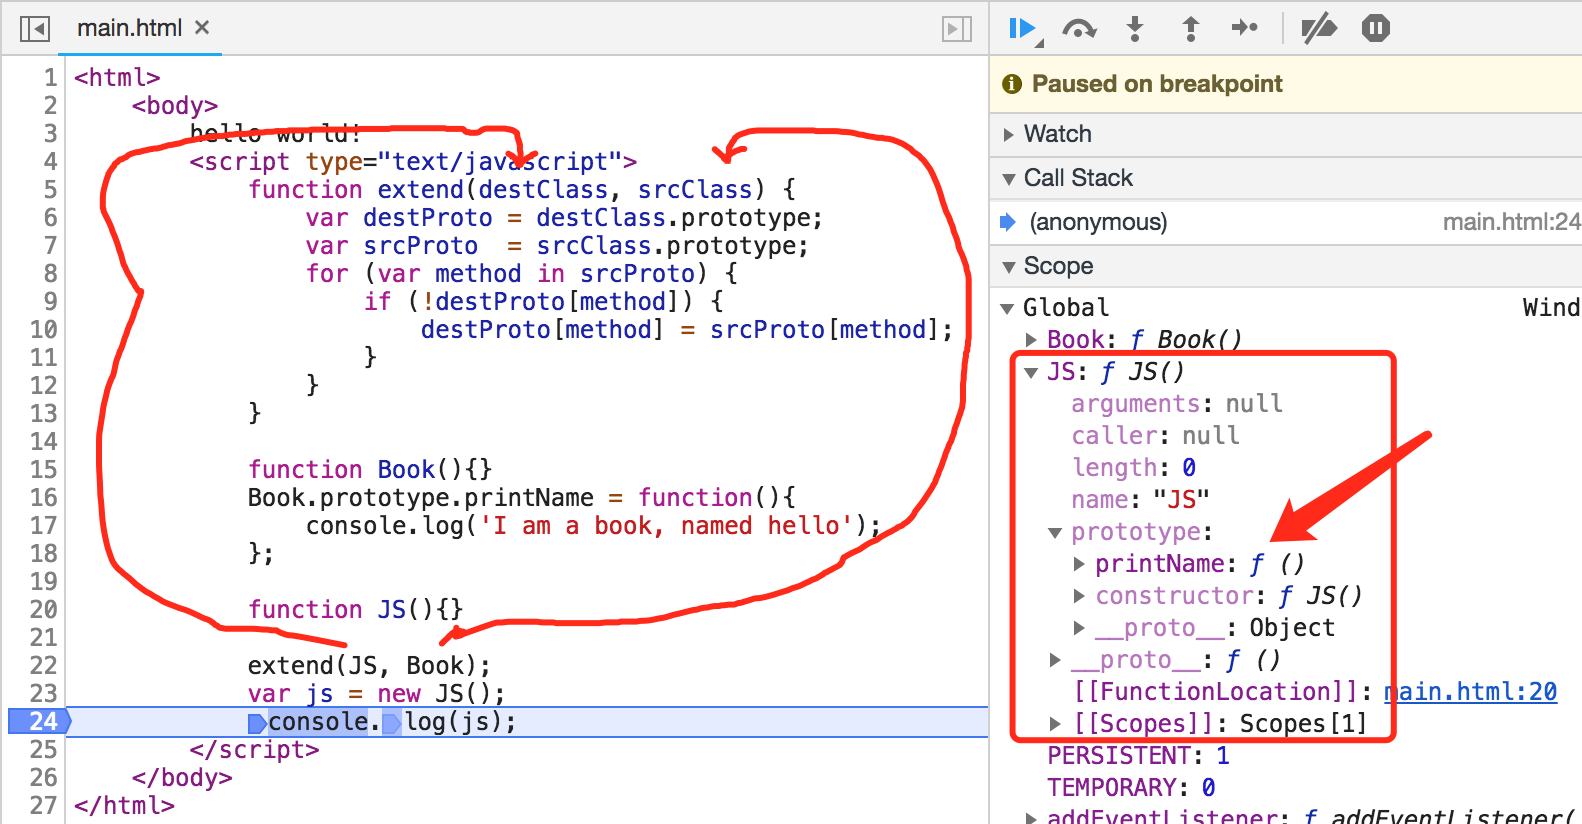 main.html ×
1 <html>
2 <body>
3 hello world!
4 <script type="text/javascript">
5 function extend(destClass, srcClass) {
6 var destProto = destClass.prototype;
7 var srcProto  = srcClass.prototype;
8 for (var method in srcProto) {
9 if (!destProto[method]) {
10 destProto[method] = srcProto[method];
11 }
12 }
13 }
14
15 function Book(){}
16 Book.prototype.printName = function(){
17 console.log('I am a book, named hello');
18 };
19
20 function JS(){}
21
22 extend(JS, Book);
23 var js = new JS();
24 console.log(js);
25 </script>
26 </body>
27 </html>
Paused on breakpoint
Watch
Call Stack
(anonymous) main.html:24
Scope
Global Wind
Book: ƒ Book()
JS: ƒ JS()
arguments: null
caller: null
length: 0
name: "JS"
prototype:
printName: ƒ ()
constructor: ƒ JS()
__proto__: Object
__proto__: ƒ ()
[[FunctionLocation]]: main.html:20
[[Scopes]]: Scopes[1]
PERSISTENT: 1
TEMPORARY: 0
addEventListener: ƒ addEventListener(